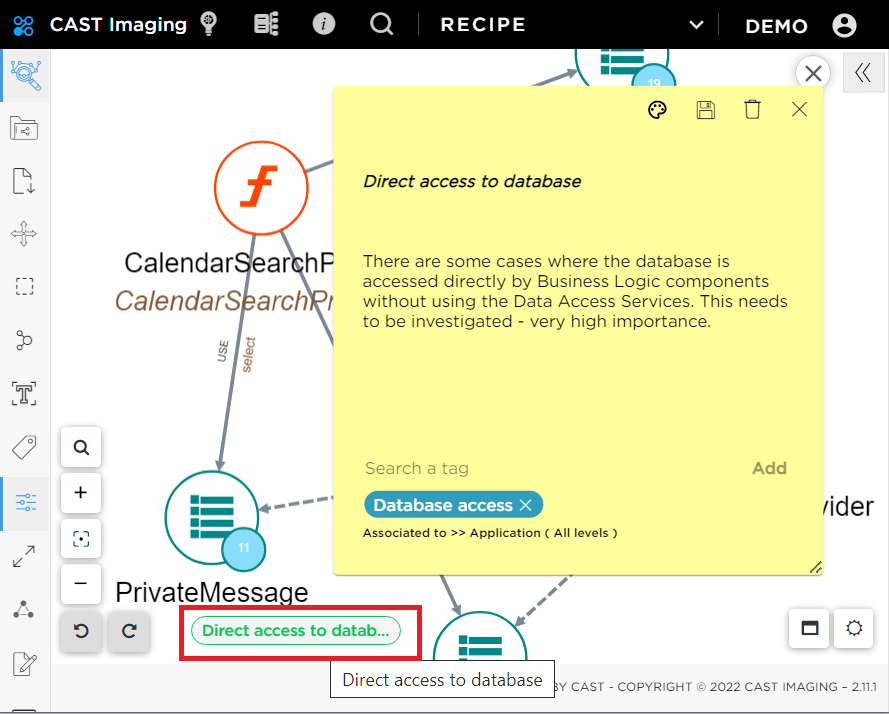 CAST Imaging
RECIPE
DEMO
19
Direct access to database
There are some cases where the database is
accessed directly by Business Logic components
without using the Data Access Services. This needs
to be investigated - very high importance.
CalendarSearchP
CalendarSearchPr
USE
select
Search a tag
Add
Database access
Associated to >> Application ( All levels )
vider
11
PrivateMessage
Direct access to datab...
Direct access to database
BY CAST - COPYRIGHT © 2022 CAST IMAGING – 2.11.1